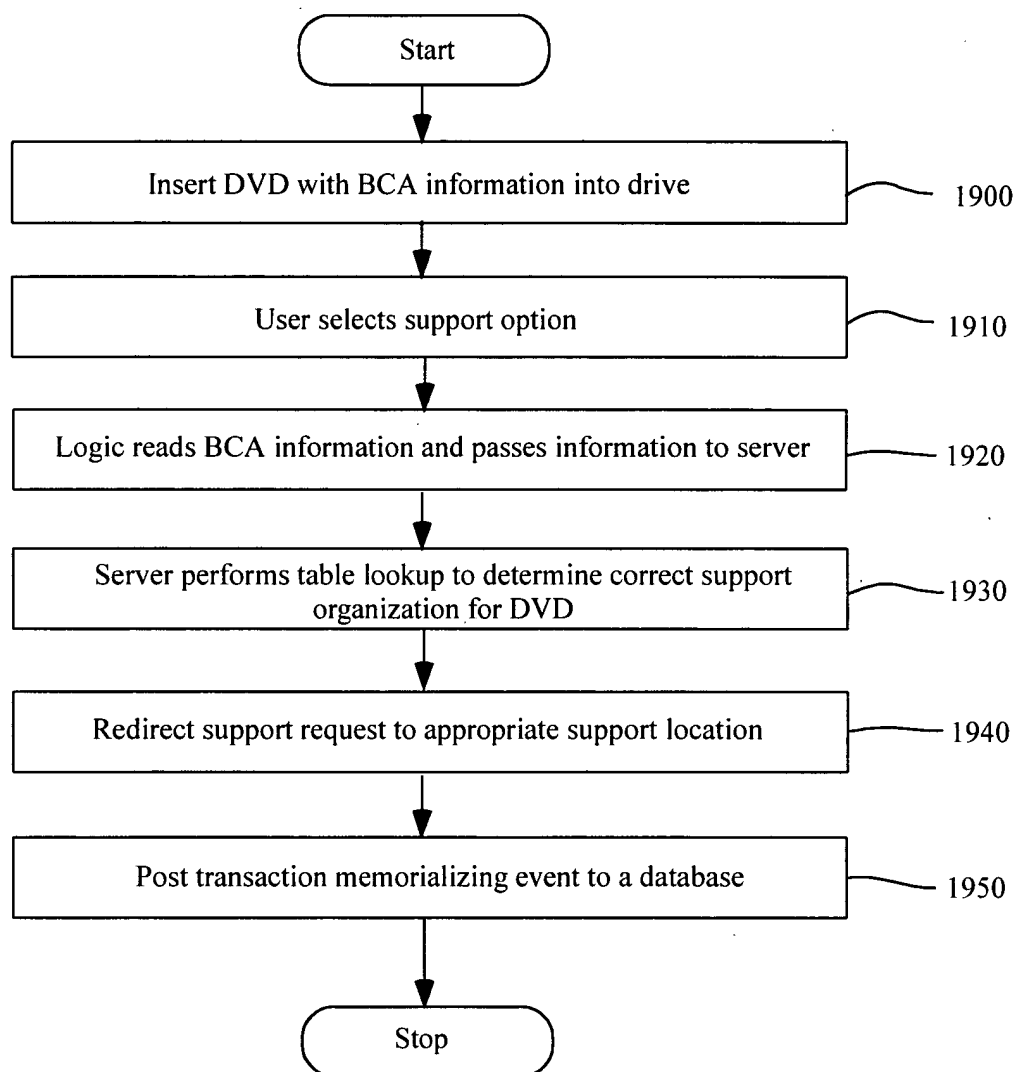 Start
Insert DVD with BCA information into drive
1900
User selects support option
1910
Logic reads BCA information and passes information to server
1920
Server performs table lookup to determine correct support
organization for DVD
1930
Redirect support request to appropriate support location
1940
Post transaction memorializing event to a database
1950
Stop